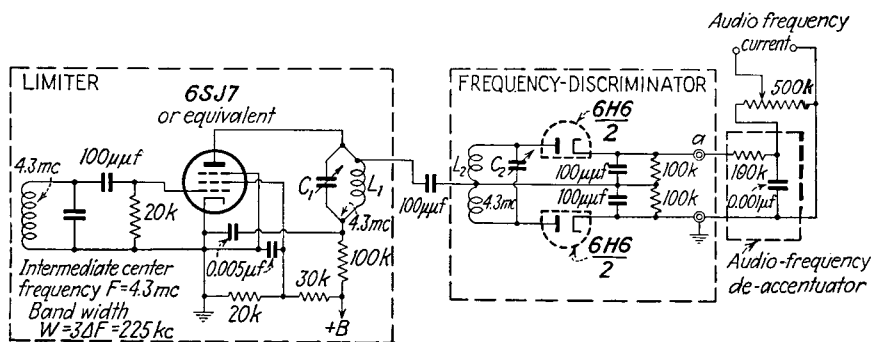 LIMITER
6SJ7
or equivalent
4.3mc
100μμf
20k
C₁
L₁
4.3mc
0.005μf
100k
30k
20k
+B
Intermediate center
frequency F=4.3mc
Band width
W=3ΔF=225kc
100μμf
FREQUENCY-DISCRIMINATOR
6H6
2
L₂
C₂
4.3mc
100μμf
100μμf
100k
100k
6H6
2
a
Audio frequency
current
500k
100k
0.001μf
Audio-frequency
de-accentuator